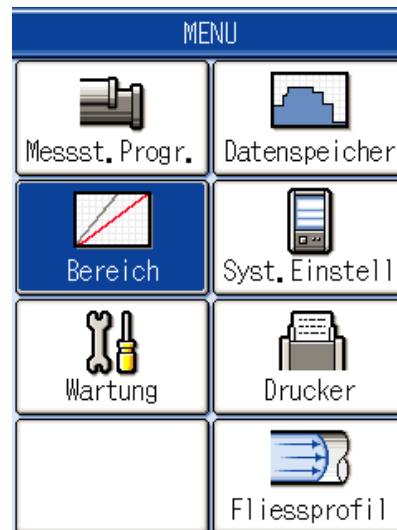 MENU
Messst.Progr.
Datenspeicher
Bereich
Syst.Einstell
Wartung
Drucker
Fliessprofil